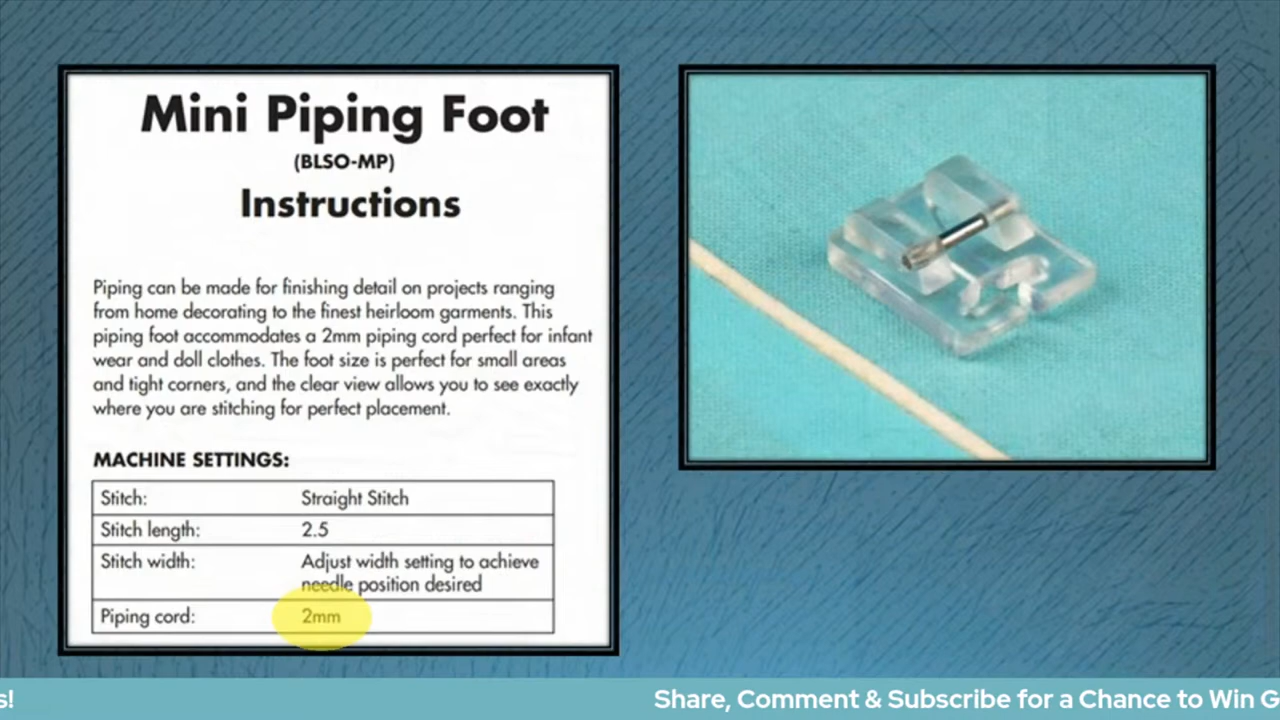 Mini Piping Foot
(BLSO-MP)
Instructions
Piping can be made for finishing detail on projects ranging
from home decorating to the finest heirloom garments. This
piping foot accommodates a 2mm piping cord perfect for infant
wear and doll clothes. The foot size is perfect for small areas
and tight corners, and the clear view allows you to see exactly
where you are stitching for perfect placement.
MACHINE SETTINGS:
Stitch: Straight Stitch
Stitch length: 2.5
Stitch width: Adjust width setting to achieve
needle position desired
Piping cord: 2mm
Share, Comment & Subscribe for a Chance to Win